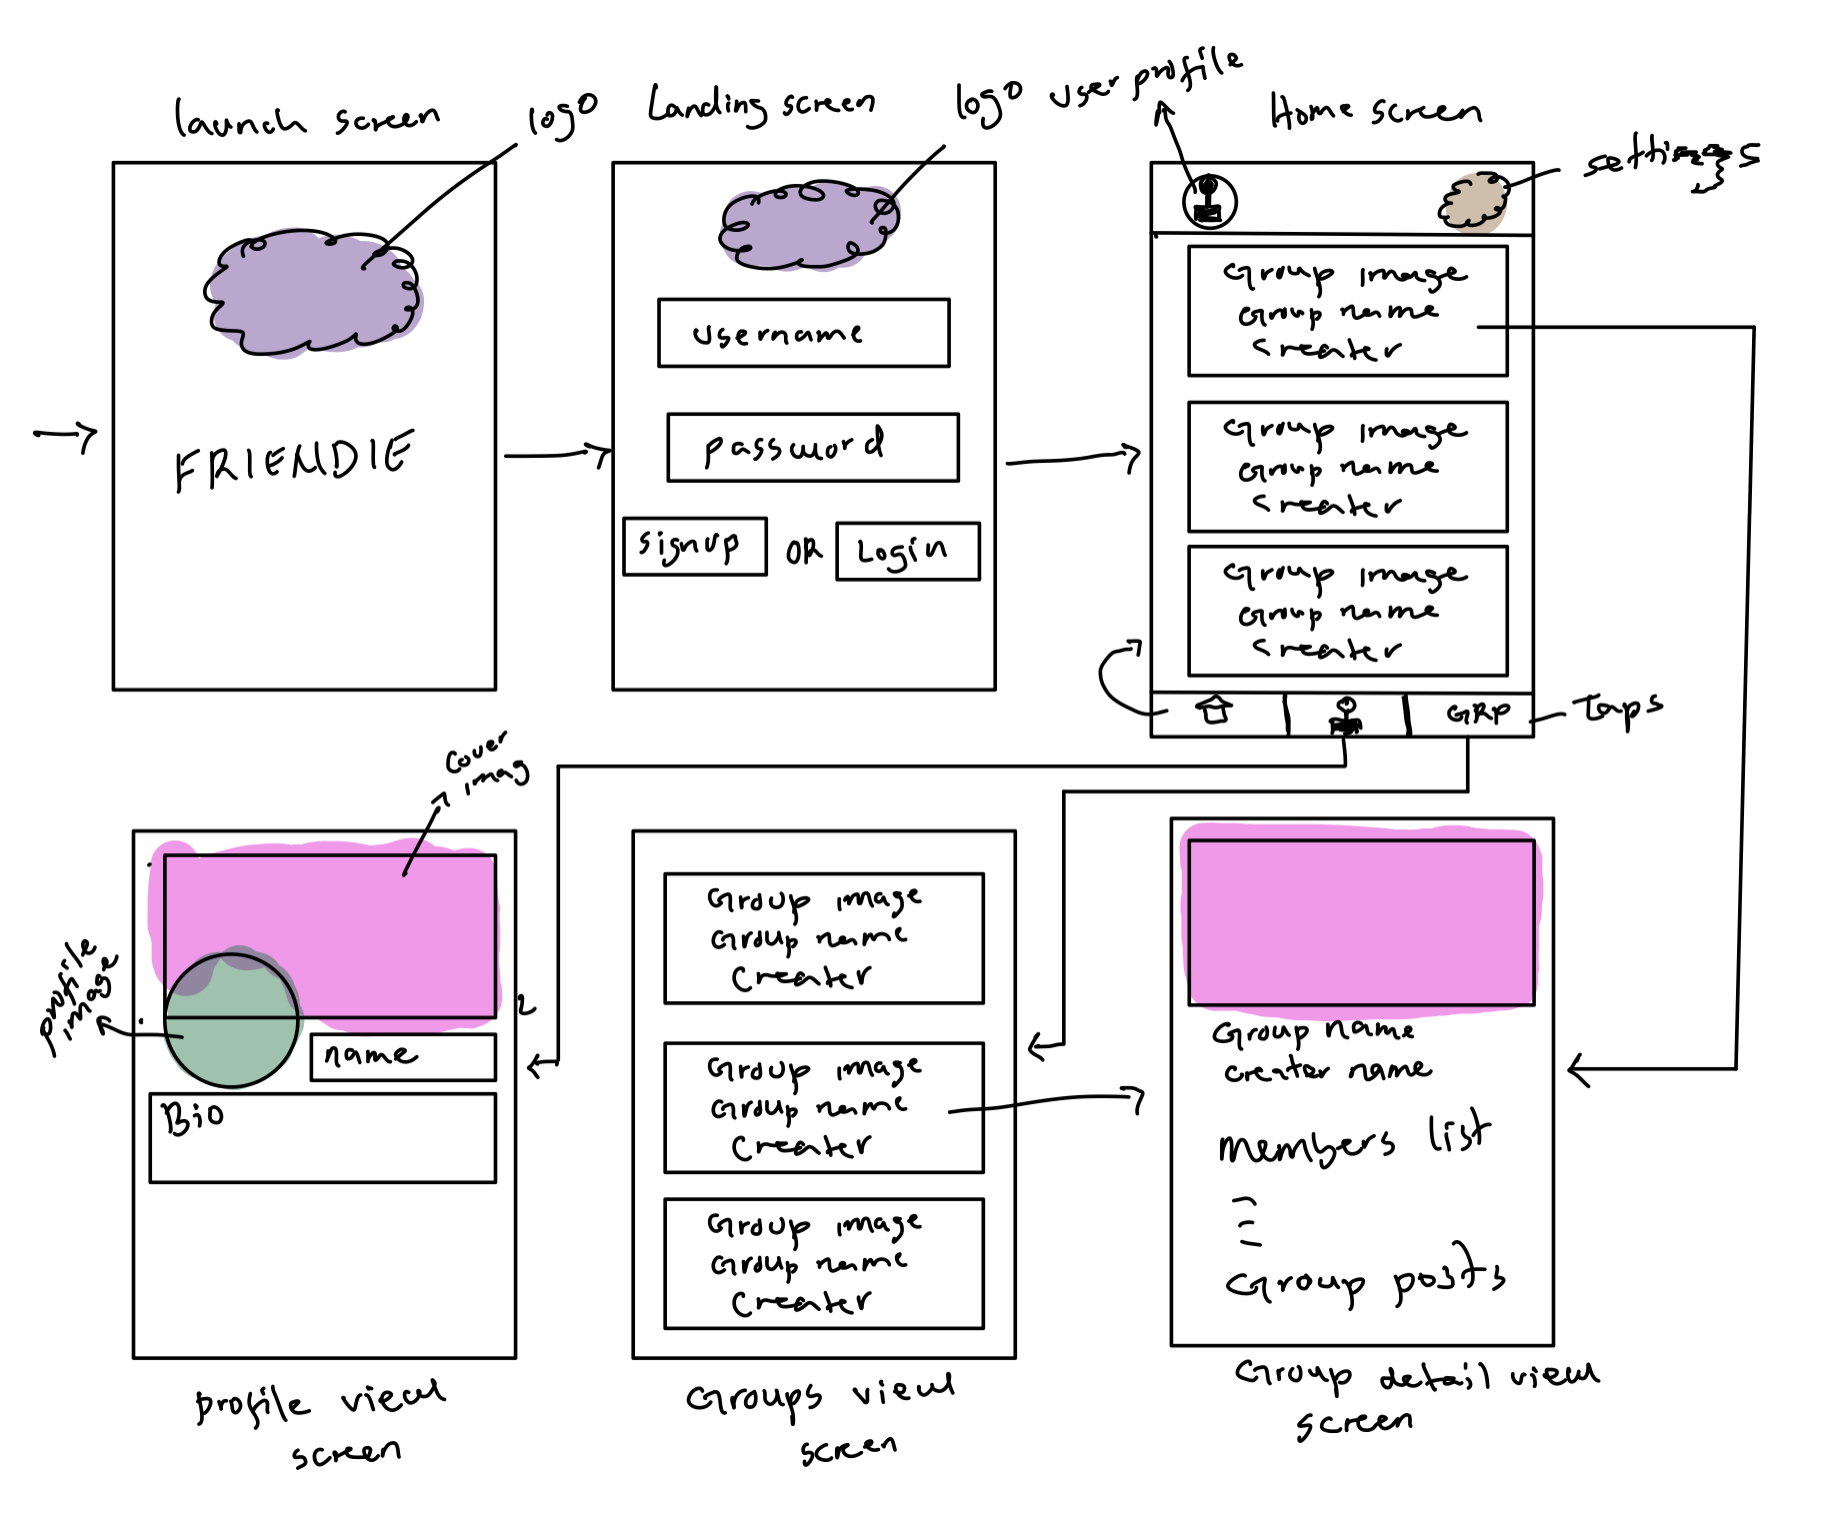 launch screen
logo
Landing screen
logo
user profile
Home screen
settings
FRIENDIE
username
password
signup
OR
Login
Group image
Group name
Creater
Group image
Group name
Creater
Group image
Group name
Creater
GRP
Taps
Cover
imag
profile
image
name
Bio
profile view
screen
Group image
Group name
Creater
Group image
Group name
Creater
Group image
Group name
Creater
Groups view
screen
Group name
creater name
members list
Group posts
Group detail view
screen